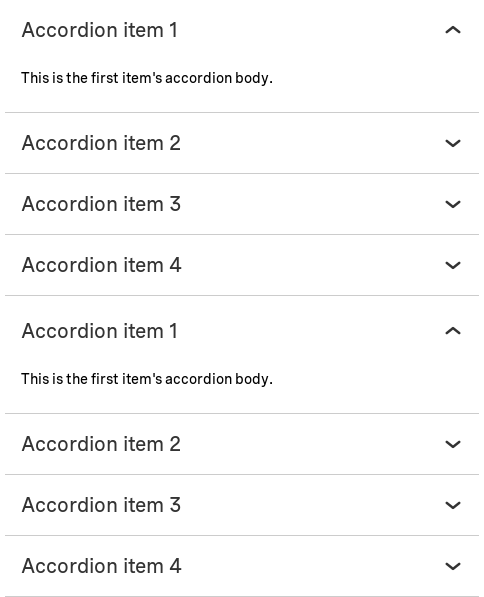 Accordion item 1
This is the first item's accordion body.
Accordion item 2
Accordion item 3
Accordion item 4
Accordion item 1
This is the first item's accordion body.
Accordion item 2
Accordion item 3
Accordion item 4